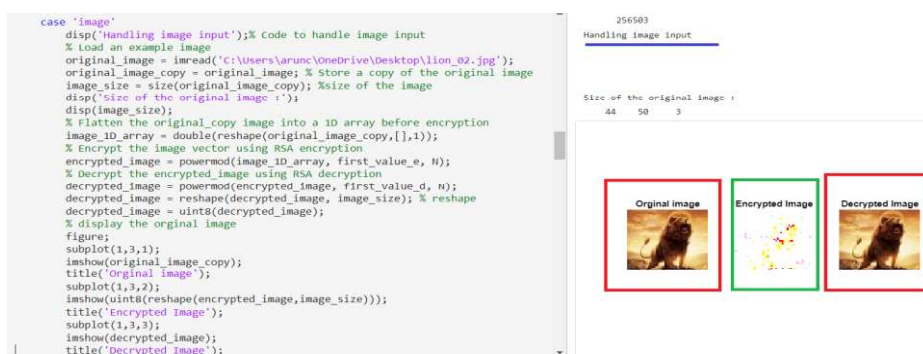 case 'image'
disp('Handling image input');% Code to handle image input
% Load an example image
original_image = imread('C:\Users\arunc\OneDrive\Desktop\lion_02.jpg');
original_image_copy = original_image; % Store a copy of the original image
image_size = size(original_image_copy); %size of the image
disp('Size of the original image :');
disp(image_size);
% Flatten the original_copy image into a 1D array before encryption
image_1D_array = double(reshape(original_image_copy,[],1));
% Encrypt the image vector using RSA encryption
encrypted_image = powermod(image_1D_array, first_value_e, N);
% Decrypt the encrypted_image using RSA decryption
decrypted_image = powermod(encrypted_image, first_value_d, N);
decrypted_image = reshape(decrypted_image, image_size); % reshape
decrypted_image = uint8(decrypted_image);
% display the orginal image
figure;
subplot(1,3,1);
imshow(original_image_copy);
title('Orginal image');
subplot(1,3,2);
imshow(uint8(reshape(encrypted_image,image_size)));
title('Encrypted Image');
subplot(1,3,3);
imshow(decrypted_image);
title('Decrypted Image');
256503
Handling image input
Size of the original image :
44 50 3
Orginal image
Encrypted Image
Decrypted Image